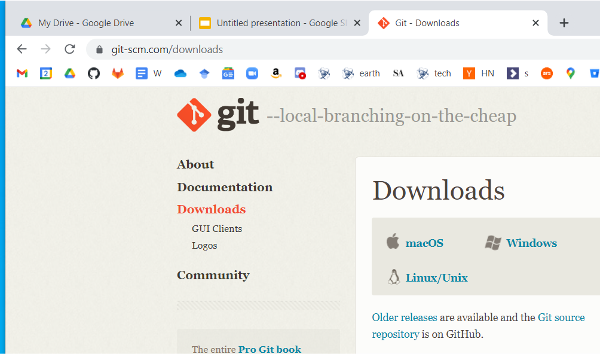 My Drive - Google Drive
Untitled presentation - Google Sl
Git - Downloads
git-scm.com/downloads
W
earth
SA
tech
Y HN
s
git --local-branching-on-the-cheap
About
Documentation
Downloads
GUI Clients
Logos
Community
The entire Pro Git book
Downloads
macOS
Windows
Linux/Unix
Older releases are available and the Git source
repository is on GitHub.